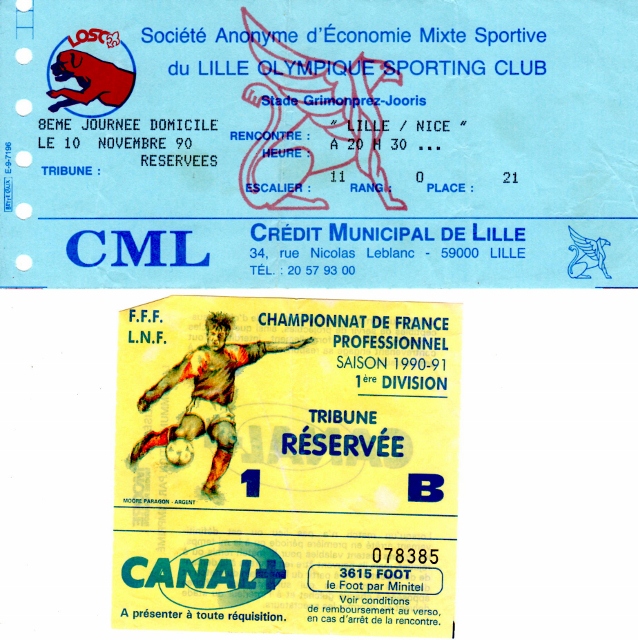 LOSC
Société Anonyme d'Économie Mixte Sportive
du LILLE OLYMPIQUE SPORTING CLUB
Stade Grimonprez-Jooris
8EME JOURNEE DOMICILE
RENCONTRE : " LILLE / NICE "
LE 10 NOVEMBRE 90
HEURE : A 20 H 30 ...
RESERVEES
TRIBUNE :
ESCALIER : 11 RANG : 0 PLACE : 21
E-9-7196
CML
CRÉDIT MUNICIPAL DE LILLE
34, rue Nicolas Leblanc - 59000 LILLE
TÉL. : 20 57 93 00
F.F.F.
L.N.F.
CHAMPIONNAT DE FRANCE
PROFESSIONNEL
SAISON 1990-91
1ère DIVISION
TRIBUNE
RÉSERVÉE
1 B
MOORE PARAGON - ARGENT
CANAL+
A présenter à toute réquisition.
078385
3615 FOOT
le Foot par Minitel
Voir conditions
de remboursement au verso,
en cas d'arrêt de la rencontre.